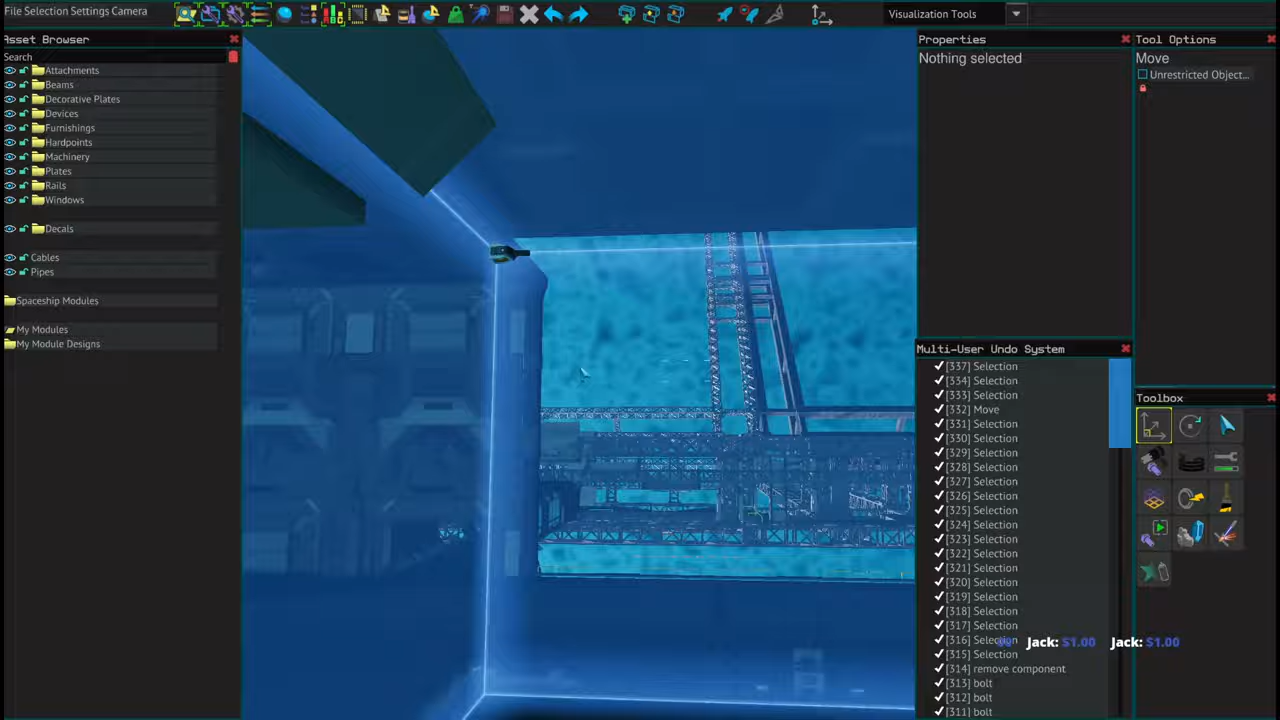 File Selection Settings Camera
Visualization Tools
Asset Browser
Search
Attachments
Beams
Decorative Plates
Devices
Furnishings
Hardpoints
Machinery
Plates
Rails
Windows
Decals
Cables
Pipes
Spaceship Modules
My Modules
My Module Designs
Properties
Nothing selected
Tool Options
Move
Unrestricted Object...
Multi-User Undo System
[337] Selection
[334] Selection
[333] Selection
[332] Move
[331] Selection
[330] Selection
[329] Selection
[328] Selection
[327] Selection
[326] Selection
[325] Selection
[324] Selection
[323] Selection
[322] Selection
[321] Selection
[320] Selection
[319] Selection
[318] Selection
[317] Selection
[316] Selection
[315] Selection
[314] remove component
[313] bolt
[312] bolt
[311] bolt
Toolbox
Jack: $1.00 Jack: $1.00